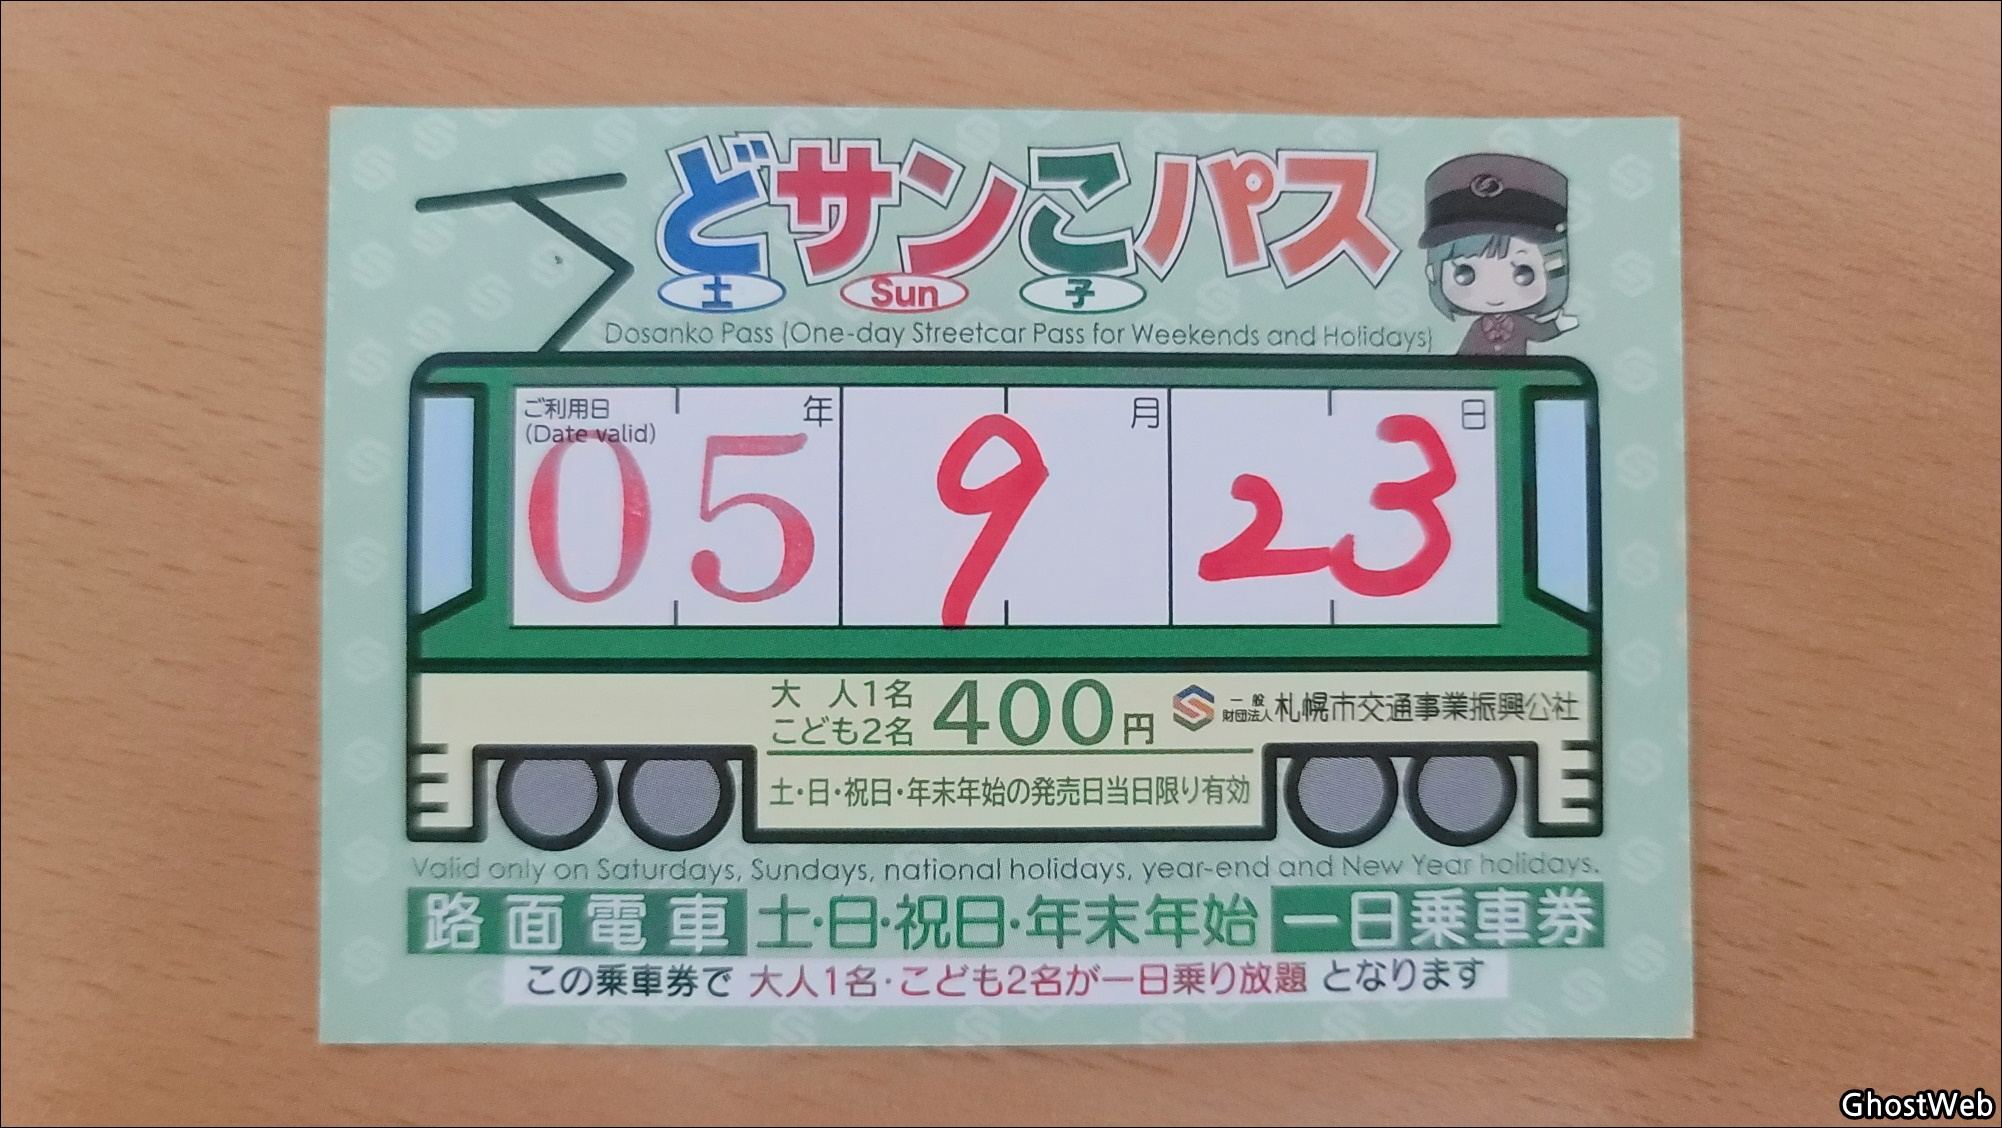 どサンこパス
土 Sun 子
Dosanko Pass (One-day Streetcar Pass for Weekends and Holidays)
ご利用日
(Date valid)
05年 9月 23日
大人1名
こども2名
400円
一般財団法人 札幌市交通事業振興公社
土・日・祝日・年末年始の発売日当日限り有効
Valid only on Saturdays, Sundays, national holidays, year-end and New Year holidays.
路面電車 土・日・祝日・年末年始 一日乗車券
この乗車券で 大人1名・こども2名が一日乗り放題 となります
GhostWeb